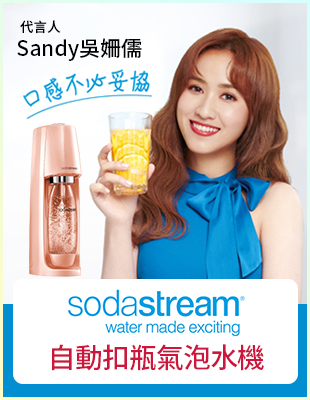 代言人
Sandy吳姍儒
口感不必妥協
sodastream®
water made exciting
自動扣瓶氣泡水機